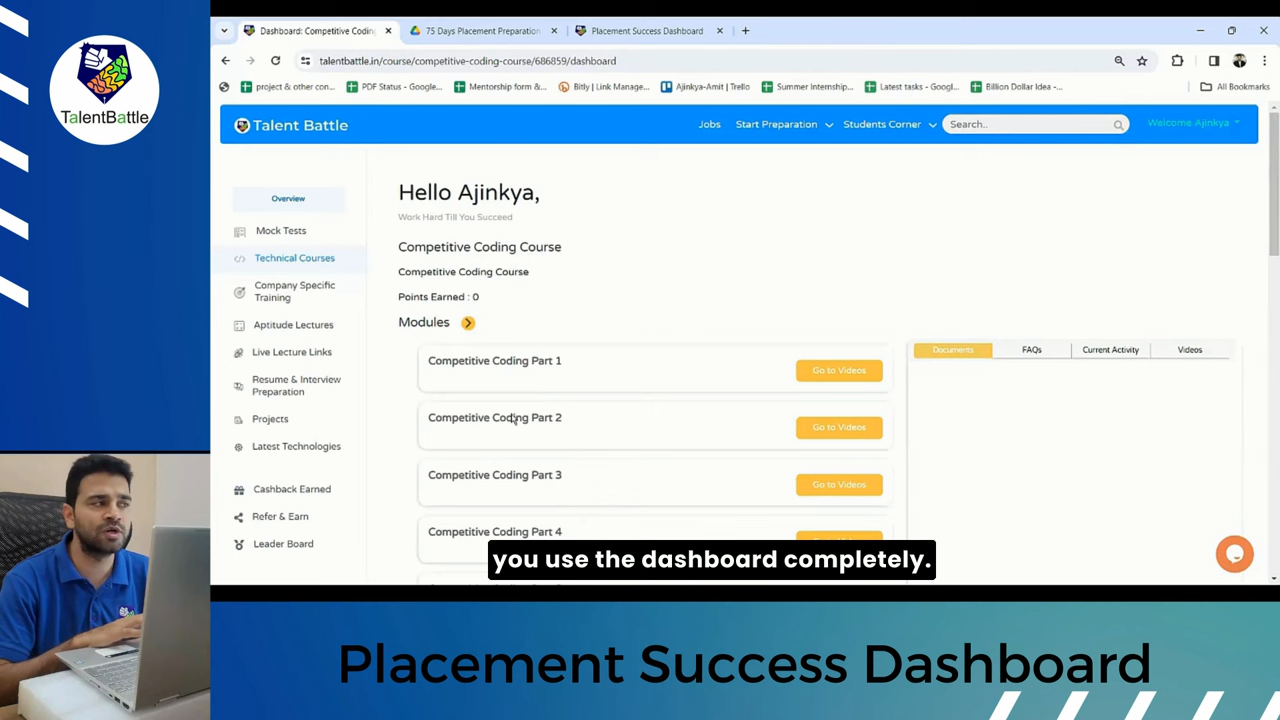 TalentBattle
Dashboard: Competitive Coding
75 Days Placement Preparation
Placement Success Dashboard
talentbattle.in/course/competitive-coding-course/686859/dashboard
project & other con...
PDF Status - Google...
Mentorship form &...
Bitly | Link Manage...
Ajinkya-Amit | Trello
Summer Internship...
Latest tasks - Googl...
Billion Dollar Idea -...
All Bookmarks
Talent Battle
Jobs
Start Preparation
Students Corner
Search..
Welcome Ajinkya
Overview
Mock Tests
Technical Courses
Company Specific
Training
Aptitude Lectures
Live Lecture Links
Resume & Interview
Preparation
Projects
Latest Technologies
Cashback Earned
Refer & Earn
Leader Board
Hello Ajinkya,
Work Hard Till You Succeed
Competitive Coding Course
Competitive Coding Course
Points Earned : 0
Modules
Competitive Coding Part 1
Go to Videos
Competitive Coding Part 2
Go to Videos
Competitive Coding Part 3
Go to Videos
Competitive Coding Part 4
Documents
FAQs
Current Activity
Videos
you use the dashboard completely.
Placement Success Dashboard